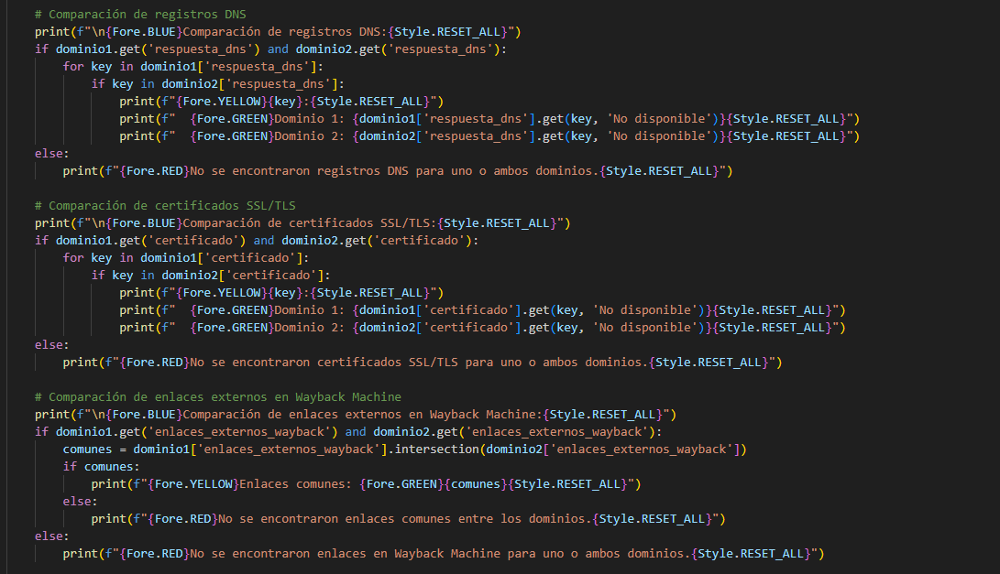 # Comparación de registros DNS
print(f"\n{Fore.BLUE}Comparación de registros DNS:{Style.RESET_ALL}")
if dominio1.get('respuesta_dns') and dominio2.get('respuesta_dns'):
    for key in dominio1['respuesta_dns']:
        if key in dominio2['respuesta_dns']:
            print(f"{Fore.YELLOW}{key}:{Style.RESET_ALL}")
            print(f"  {Fore.GREEN}Dominio 1: {dominio1['respuesta_dns'].get(key, 'No disponible')}{Style.RESET_ALL}")
            print(f"  {Fore.GREEN}Dominio 2: {dominio2['respuesta_dns'].get(key, 'No disponible')}{Style.RESET_ALL}")
else:
    print(f"{Fore.RED}No se encontraron registros DNS para uno o ambos dominios.{Style.RESET_ALL}")

# Comparación de certificados SSL/TLS
print(f"\n{Fore.BLUE}Comparación de certificados SSL/TLS:{Style.RESET_ALL}")
if dominio1.get('certificado') and dominio2.get('certificado'):
    for key in dominio1['certificado']:
        if key in dominio2['certificado']:
            print(f"{Fore.YELLOW}{key}:{Style.RESET_ALL}")
            print(f"  {Fore.GREEN}Dominio 1: {dominio1['certificado'].get(key, 'No disponible')}{Style.RESET_ALL}")
            print(f"  {Fore.GREEN}Dominio 2: {dominio2['certificado'].get(key, 'No disponible')}{Style.RESET_ALL}")
else:
    print(f"{Fore.RED}No se encontraron certificados SSL/TLS para uno o ambos dominios.{Style.RESET_ALL}")

# Comparación de enlaces externos en Wayback Machine
print(f"\n{Fore.BLUE}Comparación de enlaces externos en Wayback Machine:{Style.RESET_ALL}")
if dominio1.get('enlaces_externos_wayback') and dominio2.get('enlaces_externos_wayback'):
    comunes = dominio1['enlaces_externos_wayback'].intersection(dominio2['enlaces_externos_wayback'])
    if comunes:
        print(f"{Fore.YELLOW}Enlaces comunes: {Fore.GREEN}{comunes}{Style.RESET_ALL}")
    else:
        print(f"{Fore.RED}No se encontraron enlaces comunes entre los dominios.{Style.RESET_ALL}")
else:
    print(f"{Fore.RED}No se encontraron enlaces en Wayback Machine para uno o ambos dominios.{Style.RESET_ALL}")